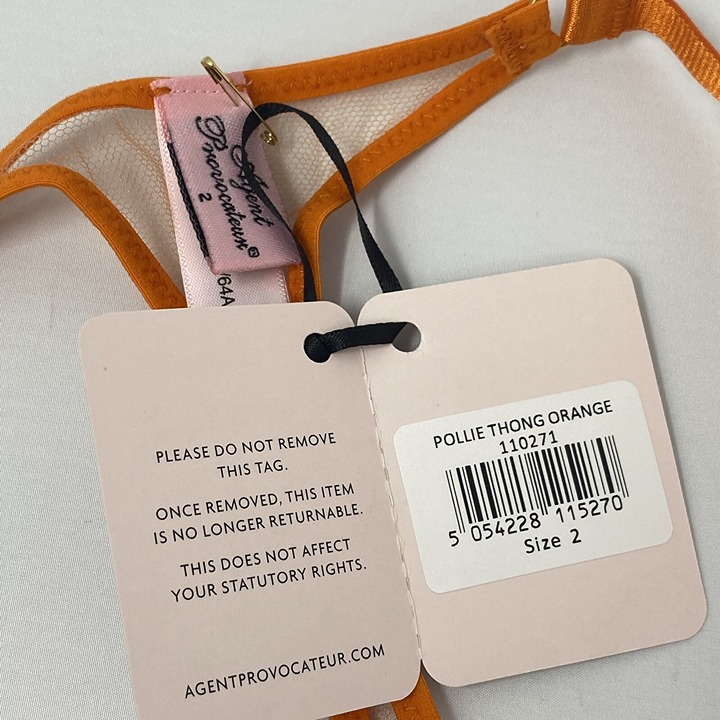 Agent
Provocateur®
2
/64A
PLEASE DO NOT REMOVE
THIS TAG.
ONCE REMOVED, THIS ITEM
IS NO LONGER RETURNABLE.
THIS DOES NOT AFFECT
YOUR STATUTORY RIGHTS.
AGENTPROVOCATEUR.COM
POLLIE THONG ORANGE
110271
5 054228 115270
Size 2